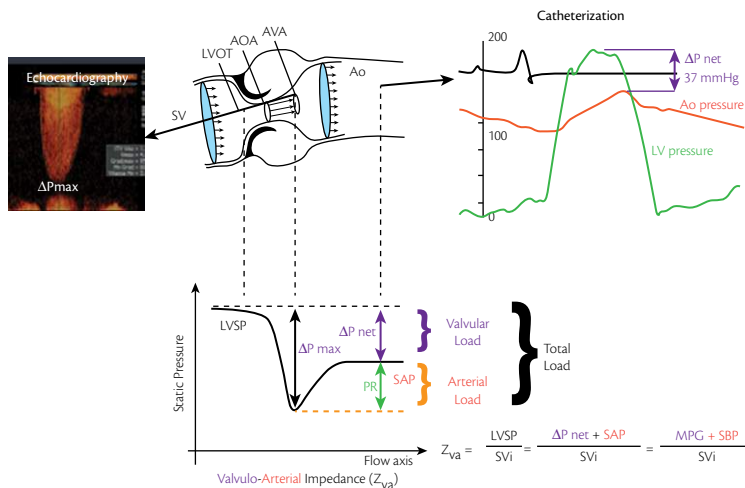 Catheterization
Echocardiography
ΔPmax
SV
LVOT
AOA
AVA
Ao
200
100
0
ΔP net
37 mmHg
Ao pressure
LV pressure
Static Pressure
LVSP
ΔP max
ΔP net
PR
SAP
Valvular
Load
Arterial
Load
Total
Load
Flow axis
Valvulo-Arterial Impedance (Zva)
Zva = LVSP / SVi = ΔP net + SAP / SVi = MPG + SBP / SVi